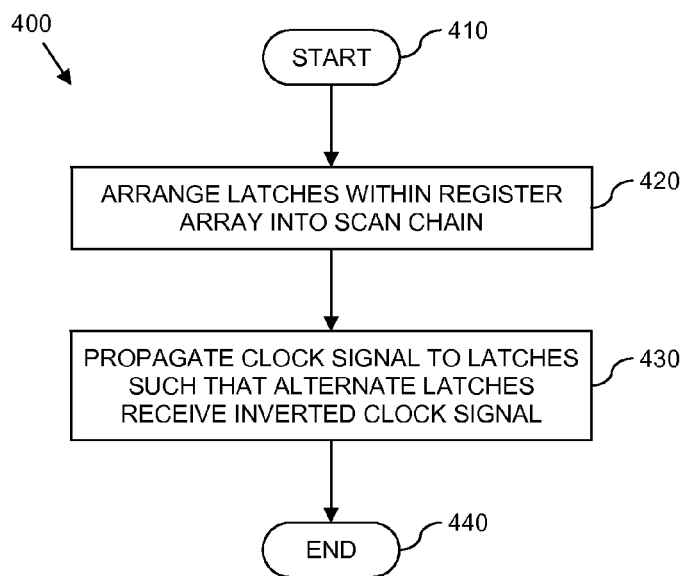 400
START
410
ARRANGE LATCHES WITHIN REGISTER
ARRAY INTO SCAN CHAIN
420
PROPAGATE CLOCK SIGNAL TO LATCHES
SUCH THAT ALTERNATE LATCHES
RECEIVE INVERTED CLOCK SIGNAL
430
END
440